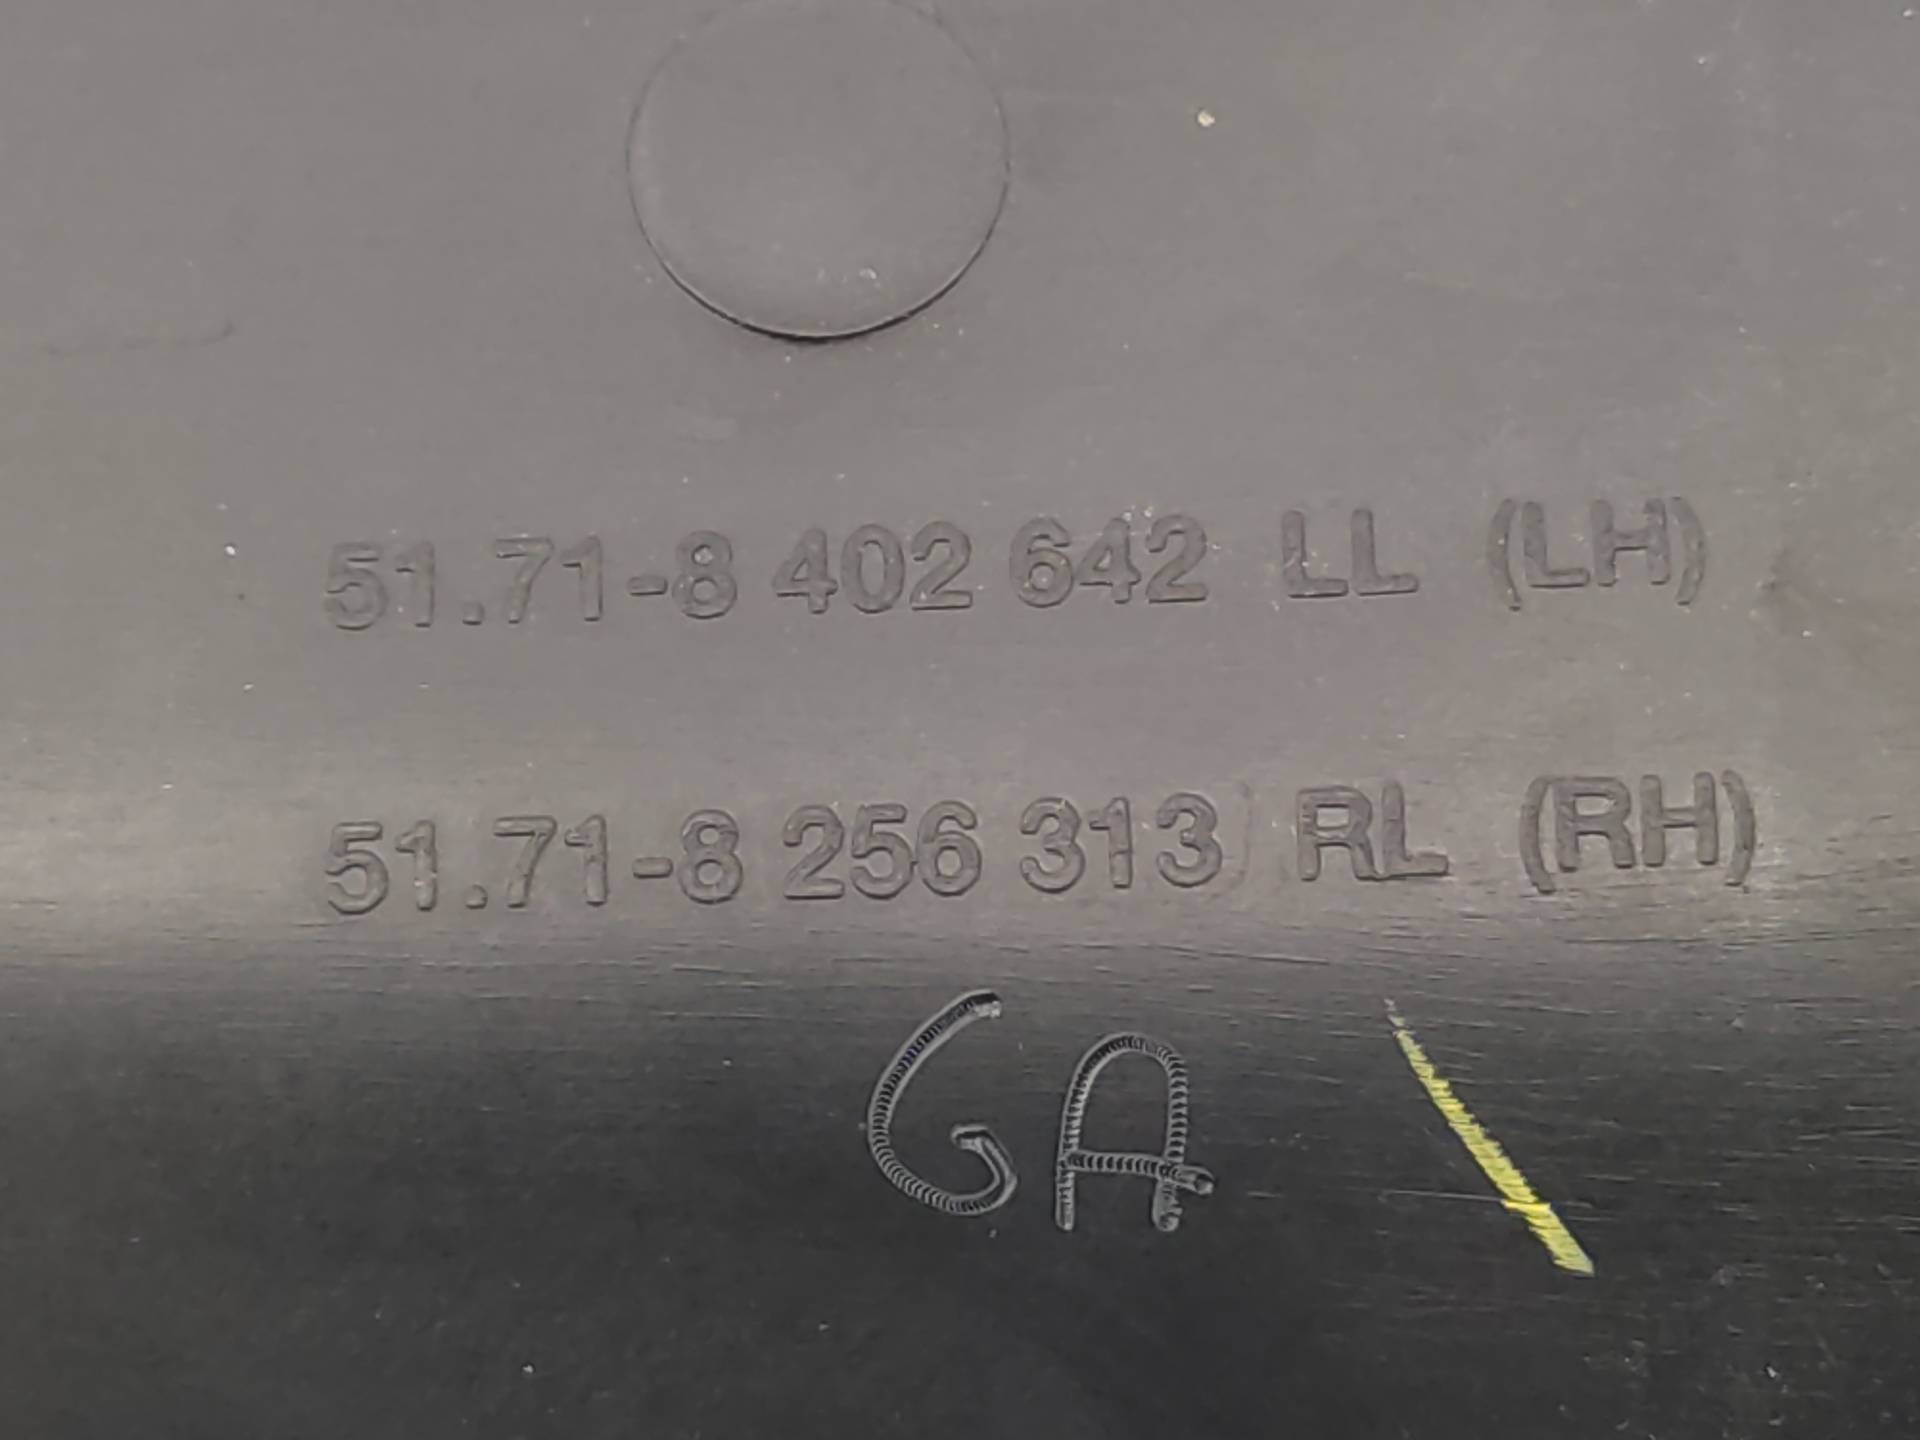 51.71-8 402 642 LL (LH)
51.71-8 256 313 RL (RH)
GA